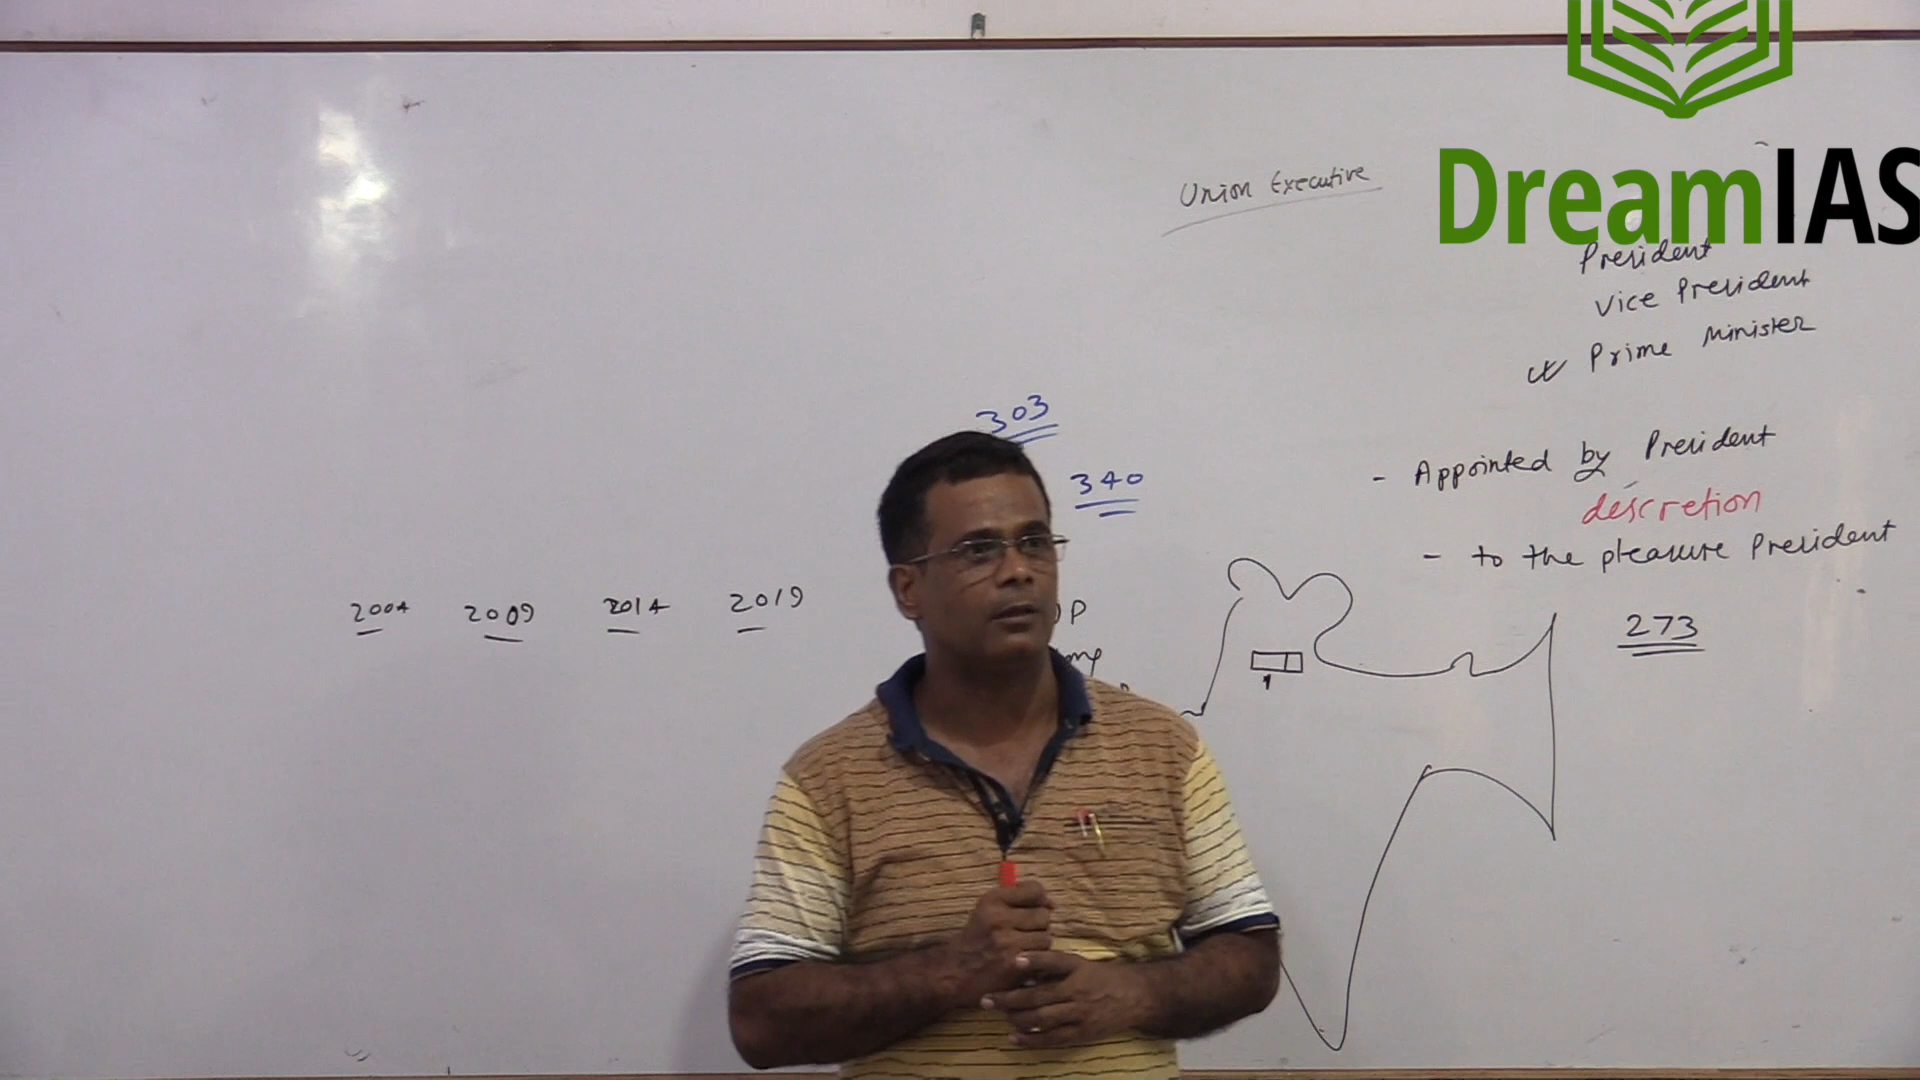 DreamIAS
Union Executive
President
Vice President
Prime Minister
303
340
- Appointed by President
descretion
- to the pleasure President
2004 2009 2014 2019
273
1